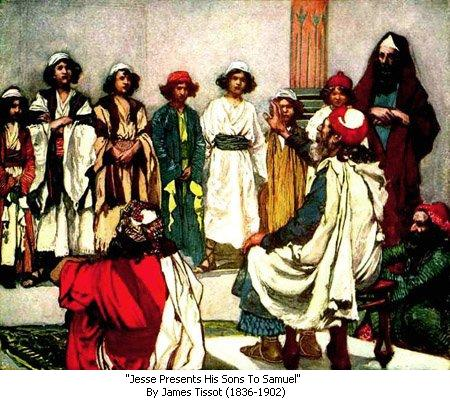 "Jesse Presents His Sons To Samuel"
By James Tissot (1836-1902)